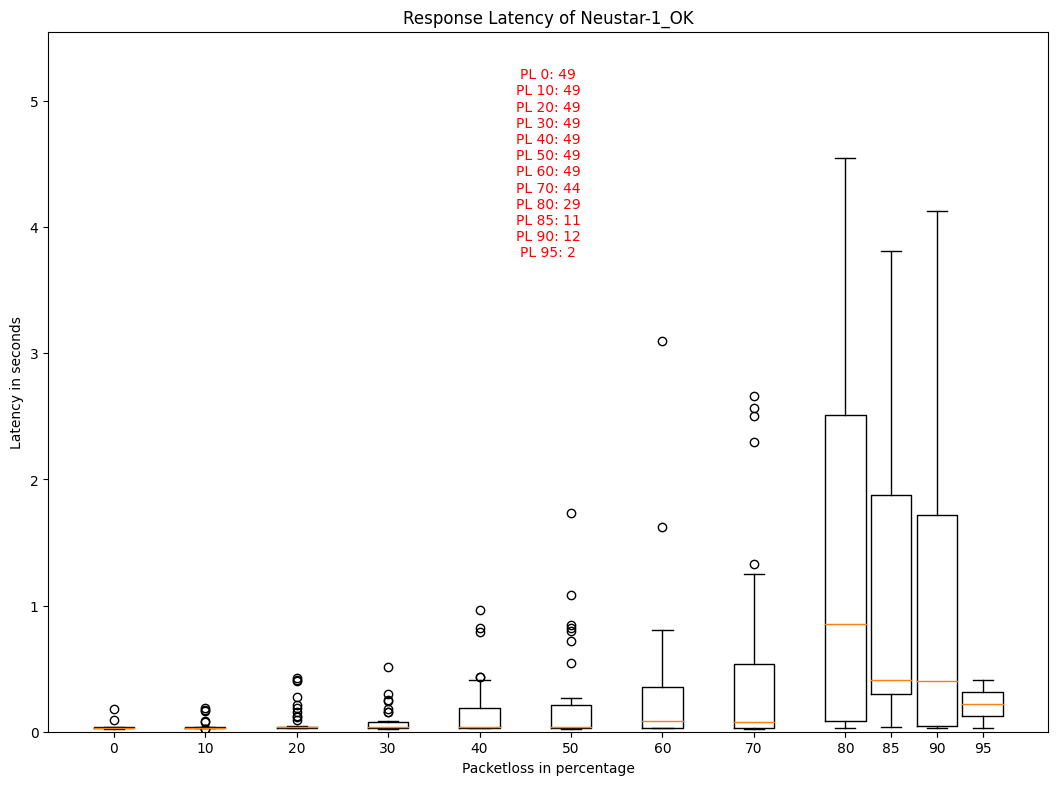 Response Latency of Neustar-1_OK
PL 0: 49
PL 10: 49
PL 20: 49
PL 30: 49
PL 40: 49
PL 50: 49
PL 60: 49
PL 70: 44
PL 80: 29
PL 85: 11
PL 90: 12
PL 95: 2
Latency in seconds
5
4
3
2
1
0
0 10 20 30 40 50 60 70 80 85 90 95
Packetloss in percentage